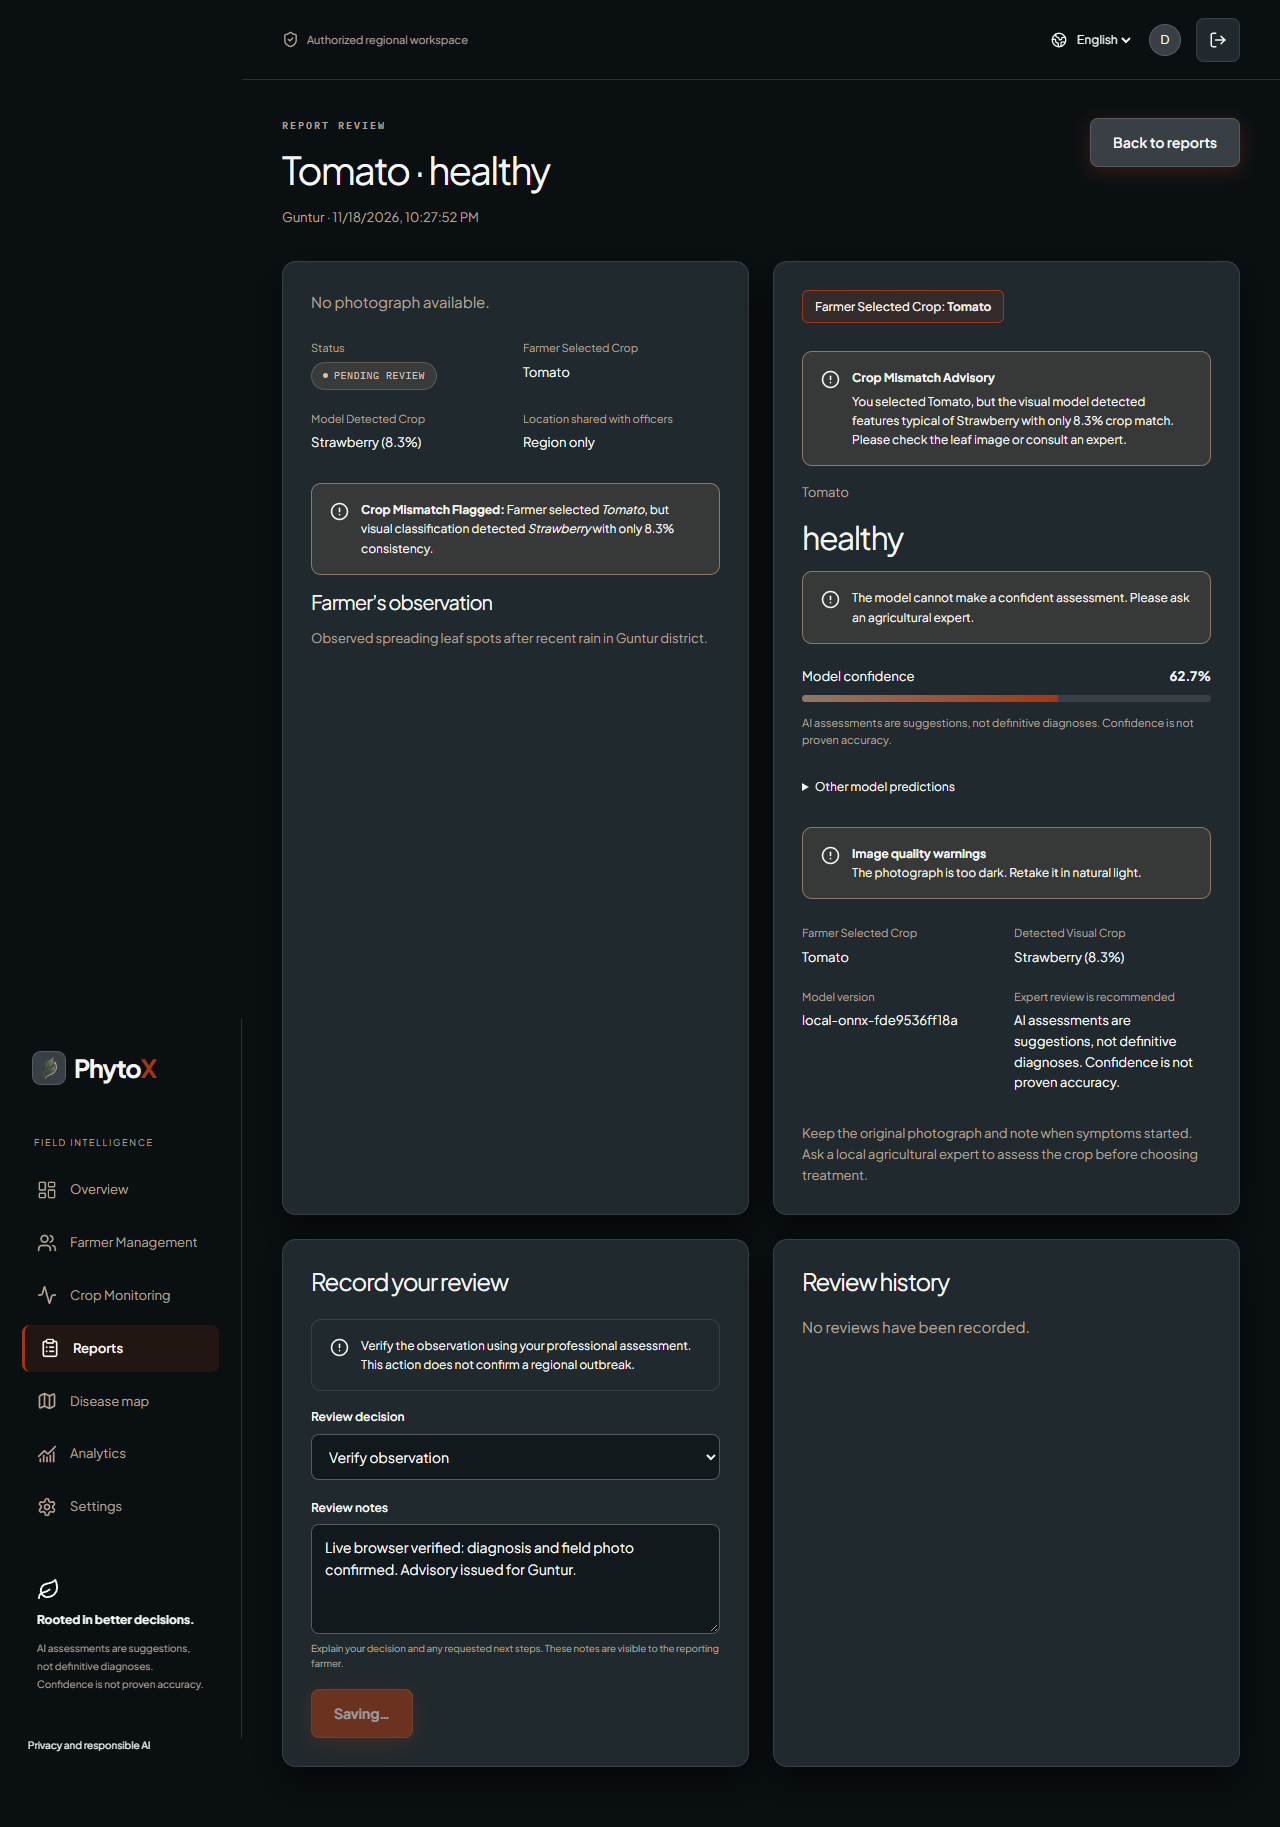 Authorized regional workspace
English
D
REPORT REVIEW
Tomato · healthy
Guntur · 11/18/2026, 10:27:52 PM
Back to reports
No photograph available.
Status
PENDING REVIEW
Farmer Selected Crop
Tomato
Model Detected Crop
Strawberry (8.3%)
Location shared with officers
Region only
Crop Mismatch Flagged: Farmer selected Tomato, but
visual classification detected Strawberry with only 8.3%
consistency.
Farmer's observation
Observed spreading leaf spots after recent rain in Guntur district.
Farmer Selected Crop: Tomato
Crop Mismatch Advisory
You selected Tomato, but the visual model detected
features typical of Strawberry with only 8.3% crop match.
Please check the leaf image or consult an expert.
Tomato
healthy
The model cannot make a confident assessment. Please ask
an agricultural expert.
Model confidence
62.7%
AI assessments are suggestions, not definitive diagnoses. Confidence is not
proven accuracy.
Other model predictions
Image quality warnings
The photograph is too dark. Retake it in natural light.
Farmer Selected Crop
Tomato
Detected Visual Crop
Strawberry (8.3%)
Model version
local-onnx-fde9536ff18a
Expert review is recommended
AI assessments are
suggestions, not definitive
diagnoses. Confidence is not
proven accuracy.
Keep the original photograph and note when symptoms started.
Ask a local agricultural expert to assess the crop before choosing
treatment.
PhytoX
FIELD INTELLIGENCE
Overview
Farmer Management
Crop Monitoring
Reports
Disease map
Analytics
Settings
Rooted in better decisions.
AI assessments are suggestions,
not definitive diagnoses.
Confidence is not proven accuracy.
Privacy and responsible AI
Record your review
Verify the observation using your professional assessment.
This action does not confirm a regional outbreak.
Review decision
Verify observation
Review notes
Live browser verified: diagnosis and field photo
confirmed. Advisory issued for Guntur.
Explain your decision and any requested next steps. These notes are visible to the reporting
farmer.
Saving…
Review history
No reviews have been recorded.